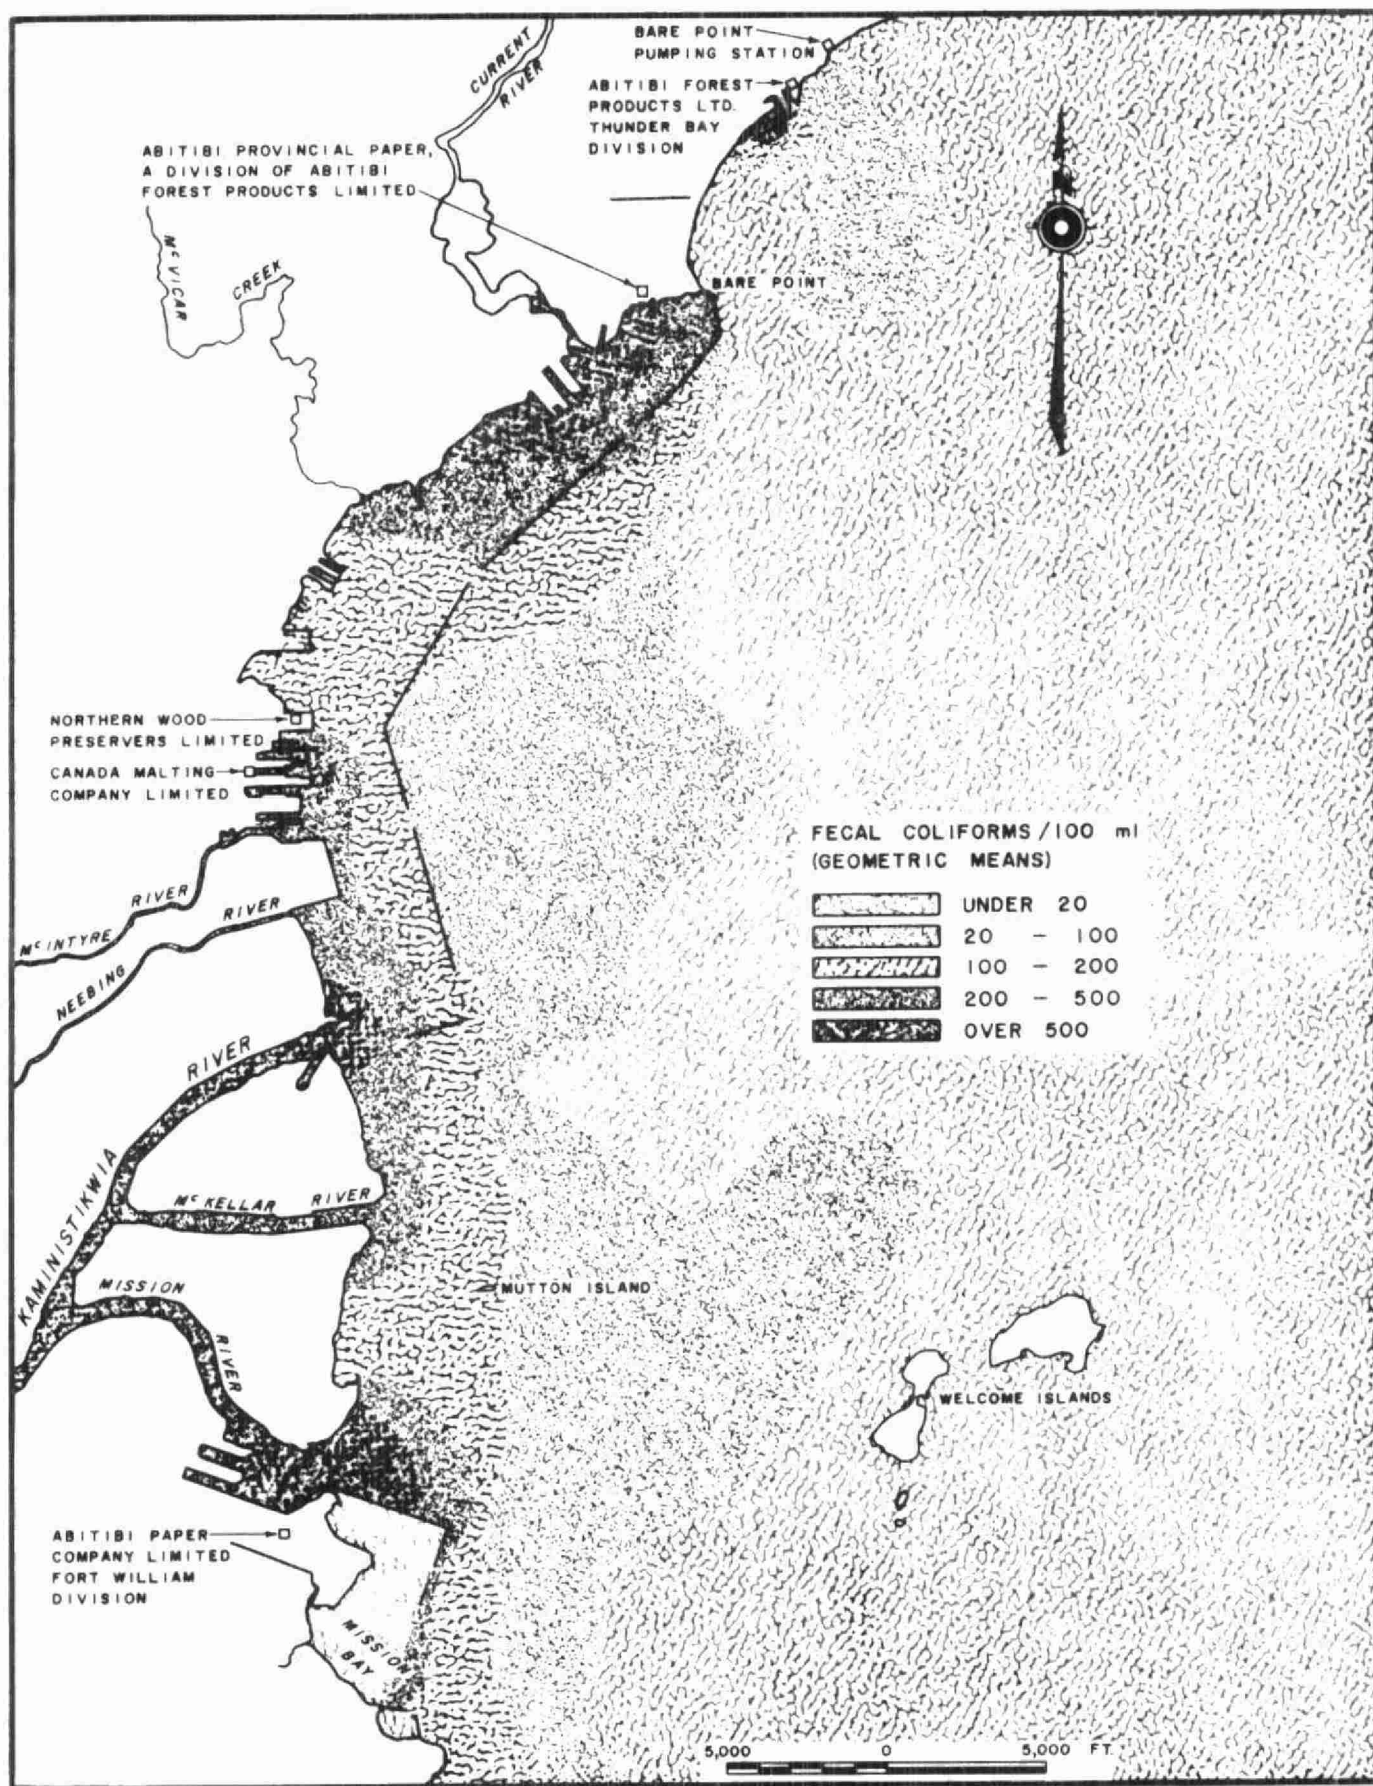 BARE POINT
PUMPING STATION
CURRENT
RIVER
ABITIBI FOREST
PRODUCTS LTD.
THUNDER BAY
DIVISION
ABITIBI PROVINCIAL PAPER,
A DIVISION OF ABITIBI
FOREST PRODUCTS LIMITED
McVICAR
CREEK
BARE POINT
NORTHERN WOOD
PRESERVERS LIMITED
CANADA MALTING
COMPANY LIMITED
FECAL COLIFORMS/100 ml
(GEOMETRIC MEANS)
UNDER 20
20 - 100
100 - 200
200 - 500
OVER 500
McINTYRE RIVER
NEEBING RIVER
KAMINISTIKWIA RIVER
McKELLAR RIVER
MISSION RIVER
MUTTON ISLAND
WELCOME ISLANDS
ABITIBI PAPER
COMPANY LIMITED
FORT WILLIAM
DIVISION
MISSION
BAY
5,000 0 5,000 FT.